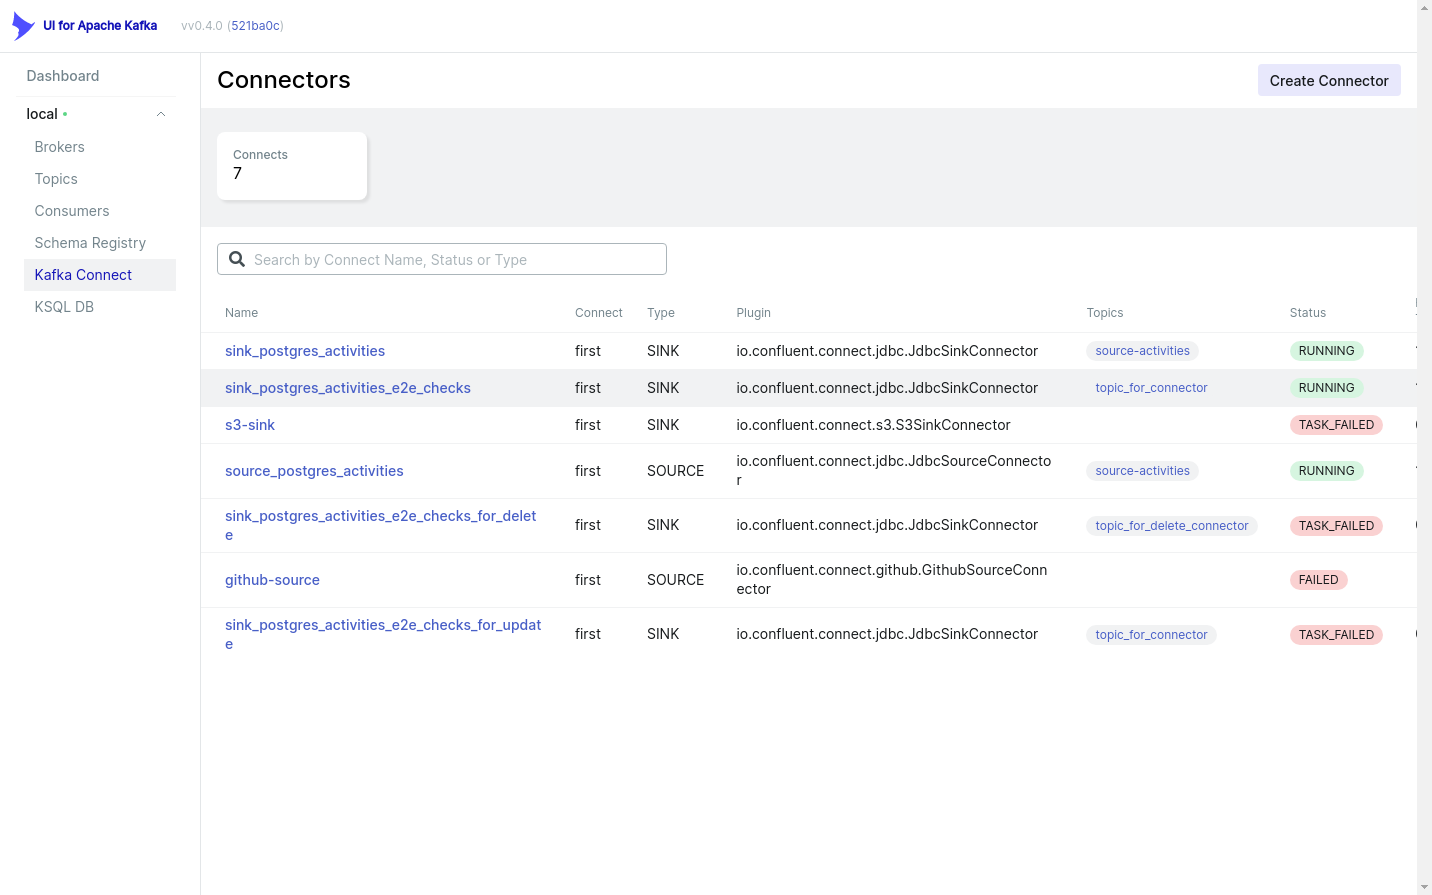 UI for Apache Kafka
vv0.4.0 (521ba0c)
Dashboard
local
Brokers
Topics
Consumers
Schema Registry
Kafka Connect
KSQL DB
Connectors
Create Connector
Connects
7
Search by Connect Name, Status or Type
Name Connect Type Plugin Topics Status
sink_postgres_activities first SINK io.confluent.connect.jdbc.JdbcSinkConnector source-activities RUNNING
sink_postgres_activities_e2e_checks first SINK io.confluent.connect.jdbc.JdbcSinkConnector topic_for_connector RUNNING
s3-sink first SINK io.confluent.connect.s3.S3SinkConnector TASK_FAILED
source_postgres_activities first SOURCE io.confluent.connect.jdbc.JdbcSourceConnecto
r source-activities RUNNING
sink_postgres_activities_e2e_checks_for_delet
e first SINK io.confluent.connect.jdbc.JdbcSinkConnector topic_for_delete_connector TASK_FAILED
github-source first SOURCE io.confluent.connect.github.GithubSourceConn
ector FAILED
sink_postgres_activities_e2e_checks_for_updat
e first SINK io.confluent.connect.jdbc.JdbcSinkConnector topic_for_connector TASK_FAILED